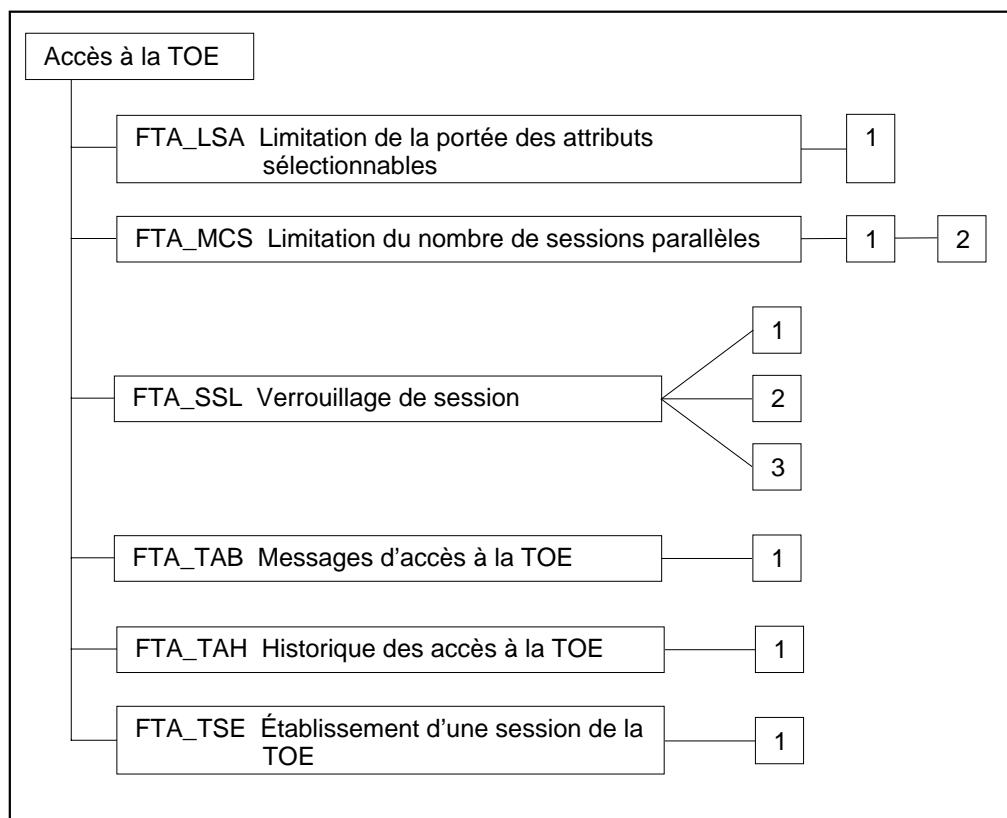 Accès à la TOE
FTA_LSA Limitation de la portée des attributs
sélectionnables
1
FTA_MCS Limitation du nombre de sessions parallèles
1
2
FTA_SSL Verrouillage de session
1
2
3
FTA_TAB Messages d'accès à la TOE
1
FTA_TAH Historique des accès à la TOE
1
FTA_TSE Établissement d'une session de la
TOE
1